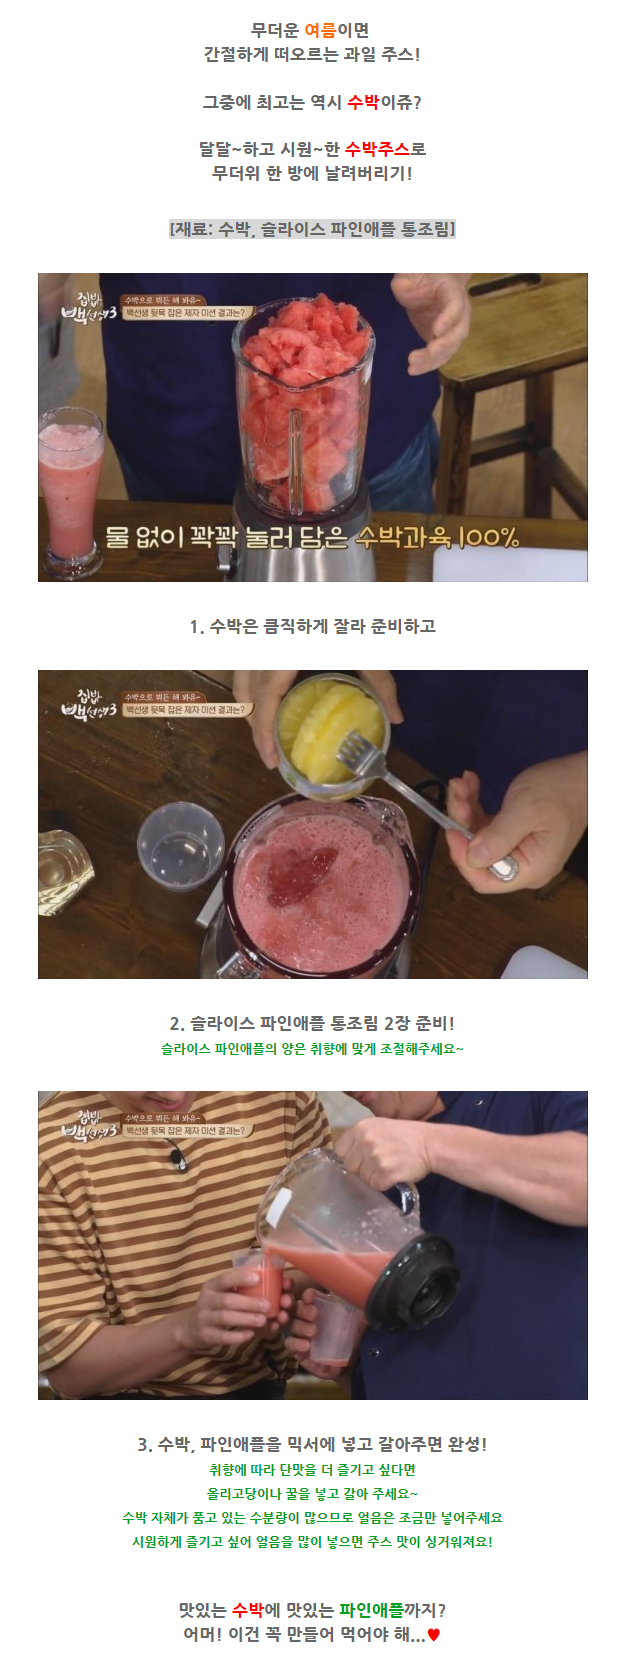 무더운 여름이면
간절하게 떠오르는 과일 주스!
그중에 최고는 역시 수박이쥬?
달달~하고 시원~한 수박주스로
무더위 한 방에 날려버리기!
[재료: 수박, 슬라이스 파인애플 통조림]
집밥 백선생3
수박으로 뭐든 해 봐유~
백선생 뒷목 잡은 제자 미션 결과는?
물 없이 꽉꽉 눌러 담은 수박과육 100%
1. 수박은 큼직하게 잘라 준비하고
집밥 백선생3
수박으로 뭐든 해 봐유~
백선생 뒷목 잡은 제자 미션 결과는?
2. 슬라이스 파인애플 통조림 2장 준비!
슬라이스 파인애플의 양은 취향에 맞게 조절해주세요~
집밥 백선생3
수박으로 뭐든 해 봐유~
백선생 뒷목 잡은 제자 미션 결과는?
3. 수박, 파인애플을 믹서에 넣고 갈아주면 완성!
취향에 따라 단맛을 더 즐기고 싶다면
올리고당이나 꿀을 넣고 갈아 주세요~
수박 자체가 품고 있는 수분량이 많으므로 얼음은 조금만 넣어주세요
시원하게 즐기고 싶어 얼음을 많이 넣으면 주스 맛이 싱거워져요!
맛있는 수박에 맛있는 파인애플까지?
어머! 이건 꼭 만들어 먹어야 해...♥